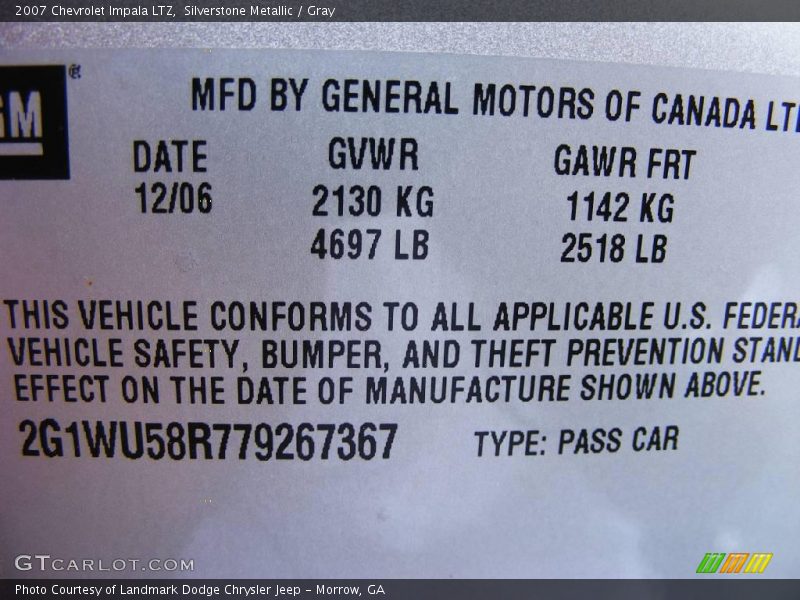 2007 Chevrolet Impala LTZ, Silverstone Metallic / Gray
GM
MFD BY GENERAL MOTORS OF CANADA LTD
DATE GVWR GAWR FRT
12/06 2130 KG 1142 KG
4697 LB 2518 LB
THIS VEHICLE CONFORMS TO ALL APPLICABLE U.S. FEDERA
VEHICLE SAFETY, BUMPER, AND THEFT PREVENTION STAND
EFFECT ON THE DATE OF MANUFACTURE SHOWN ABOVE.
2G1WU58R779267367 TYPE: PASS CAR
GTCARLOT.COM
Photo Courtesy of Landmark Dodge Chrysler Jeep - Morrow, GA